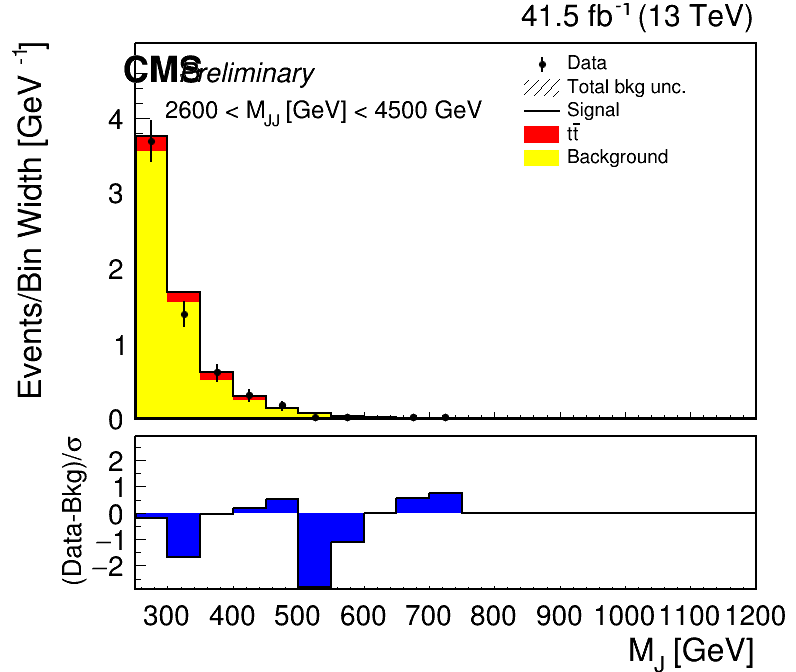 41.5 fb⁻¹ (13 TeV)
CMS Preliminary
2600 < M_JJ [GeV] < 4500 GeV
Data
Total bkg unc.
Signal
tt̄
Background
Events/Bin Width [GeV⁻¹]
4
3
2
1
0
(Data-Bkg)/σ
2
1
0
−1
−2
300 400 500 600 700 800 900 1000 1100 1200
M_J [GeV]